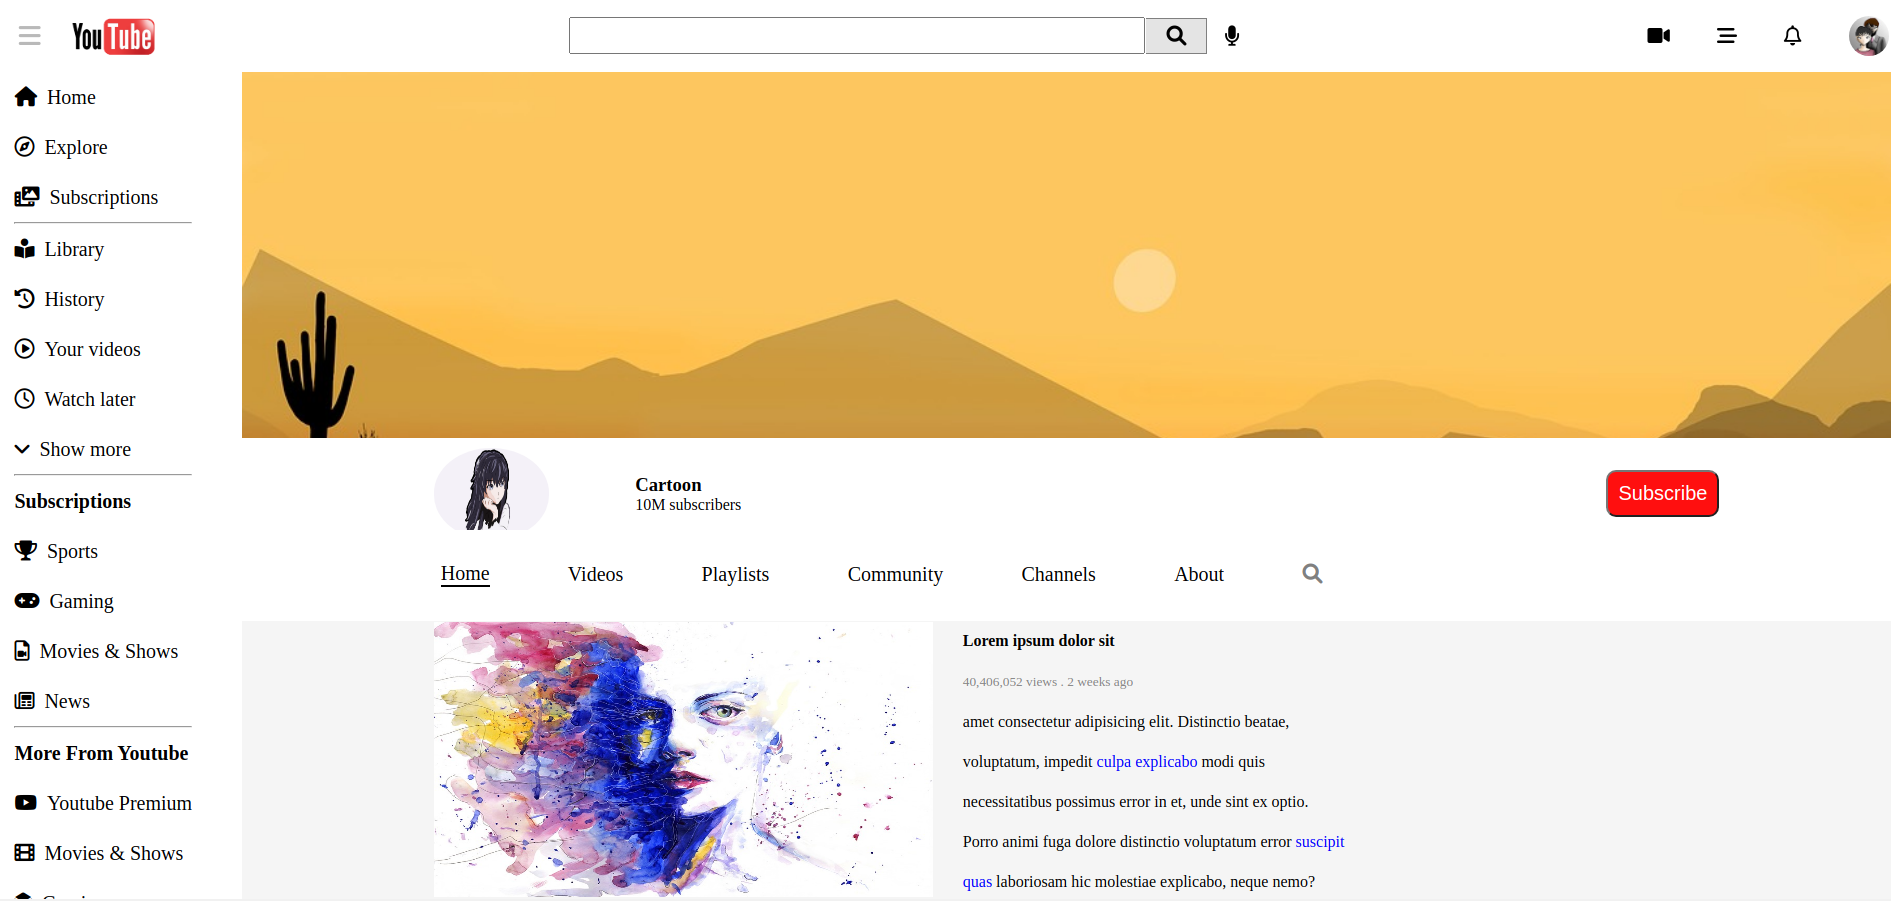 YouTube
Home
Explore
Subscriptions
Library
History
Your videos
Watch later
Show more
Subscriptions
Sports
Gaming
Movies & Shows
News
More From Youtube
Youtube Premium
Movies & Shows
Cartoon
10M subscribers
Subscribe
Home Videos Playlists Community Channels About
Lorem ipsum dolor sit
40,406,052 views . 2 weeks ago
amet consectetur adipisicing elit. Distinctio beatae,
voluptatum, impedit culpa explicabo modi quis
necessitatibus possimus error in et, unde sint ex optio.
Porro animi fuga dolore distinctio voluptatum error suscipit
quas laboriosam hic molestiae explicabo, neque nemo?